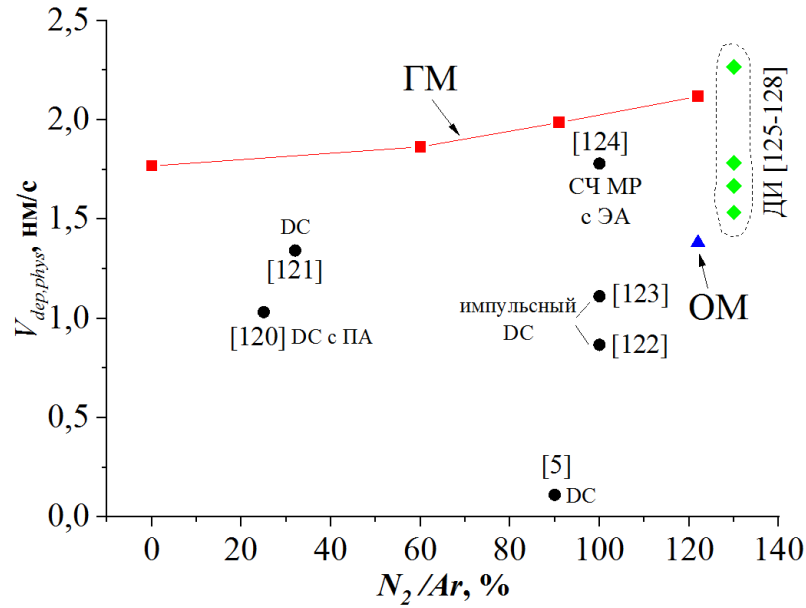 2,5
2,0
1,5
1,0
0,5
0,0
V_dep,phys, нм/с
ГМ
[124]
СЧ МР
с ЭА
ДИ [125-128]
DC
[121]
[120] DC с ПА
импульсный
DC
[123]
[122]
ОМ
[5]
DC
0 20 40 60 80 100 120 140
N2/Ar, %